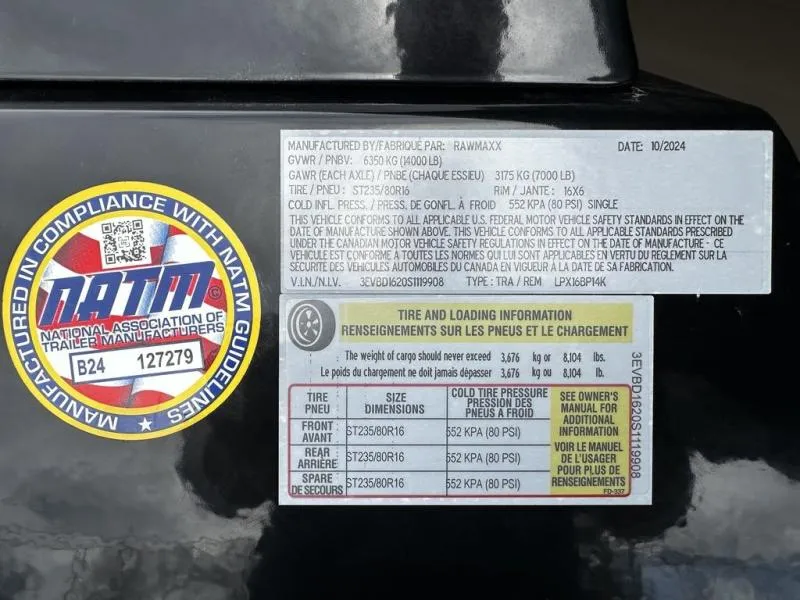 MANUFACTURED BY/FABRIQUÉ PAR: RAWMAXX DATE: 10/2024
GVWR / PNBV: 6350 KG (14000 LB)
GAWR (EACH AXLE) / PNBE (CHAQUE ESSIEU) 3175 KG (7000 LB)
TIRE / PNEU: ST235/80R16 RIM / JANTE: 16X6
COLD INFL. PRESS. / PRESS. DE GONFL. À FROID 552 KPA (80 PSI) SINGLE
THIS VEHICLE CONFORMS TO ALL APPLICABLE U.S. FEDERAL MOTOR VEHICLE SAFETY STANDARDS IN EFFECT ON THE
DATE OF MANUFACTURE SHOWN ABOVE. THIS VEHICLE CONFORMS TO ALL APPLICABLE STANDARDS PRESCRIBED
UNDER THE CANADIAN MOTOR VEHICLE SAFETY REGULATIONS IN EFFECT ON THE DATE OF MANUFACTURE - CE
VEHICULE EST CONFORME A TOUTES LES NORMES QUI LUI SONT APPLICABLES EN VERTU DU REGLEMENT SUR LA
SÉCURITÉ DES VÉHICULES AUTOMOBILES DU CANADA EN VIGUEUR À LA DATE DE SA FABRICATION.
V.I.N./N.I.V. 3EVBD1620S1119908 TYPE: TRA / REM LPX16BP14K
MANUFACTURED IN COMPLIANCE WITH NATM GUIDELINES
NATM©
NATIONAL ASSOCIATION OF
TRAILER MANUFACTURERS
B24 127279
TIRE AND LOADING INFORMATION
RENSEIGNEMENTS SUR LES PNEUS ET LE CHARGEMENT
The weight of cargo should never exceed 3,676 kg or 8,104 lbs.
Le poids du chargement ne doit jamais dépasser 3,676 kg ou 8,104 lb.
TIRE PNEU SIZE DIMENSIONS COLD TIRE PRESSURE PRESSION DES PNEUS A FROID
FRONT AVANT ST235/80R16 552 KPA (80 PSI)
REAR ARRIÈRE ST235/80R16 552 KPA (80 PSI)
SPARE DE SECOURS ST235/80R16 552 KPA (80 PSI)
SEE OWNER'S
MANUAL FOR
ADDITIONAL
INFORMATION
VOIR LE MANUEL
DE L'USAGER
POUR PLUS DE
RENSEIGNEMENTS
FD-337
3EVBD1620S1119908